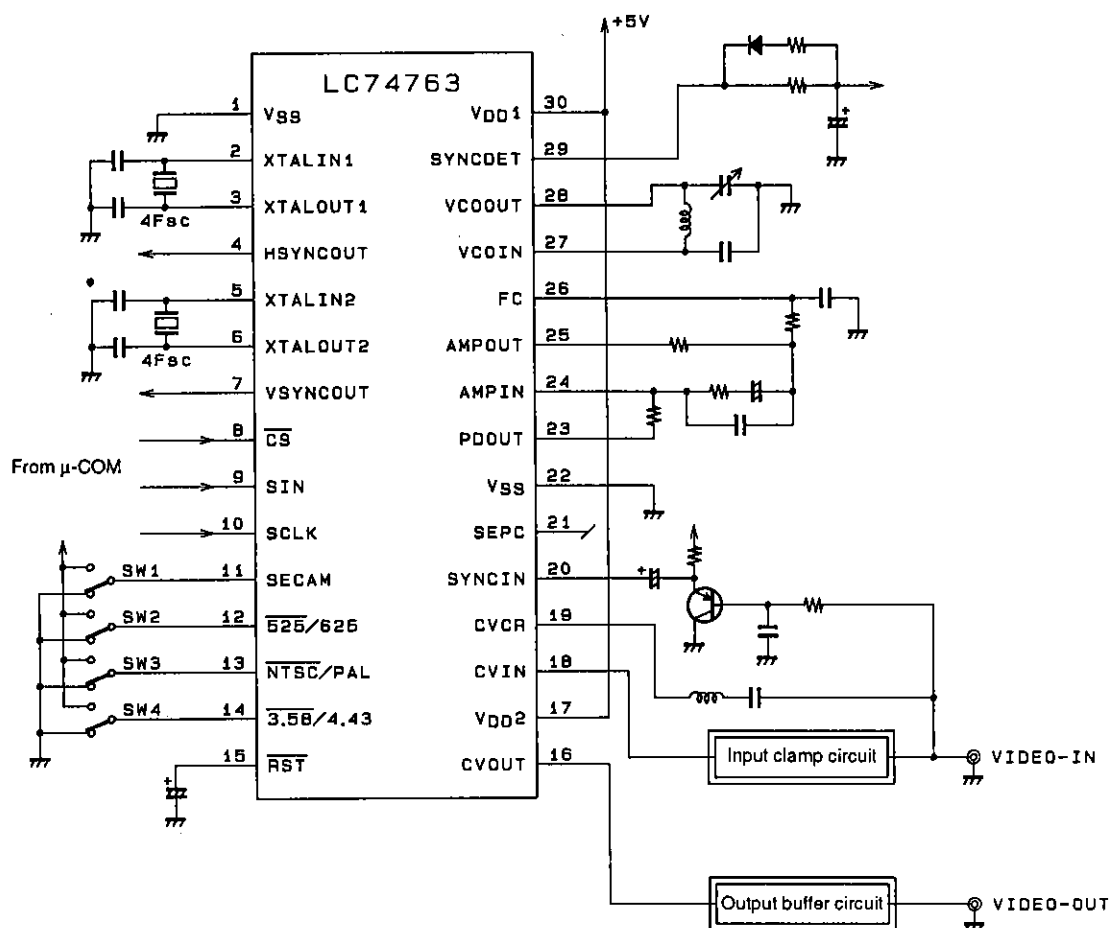 +5V
LC74763
1 VSS
2 XTALIN1
3 XTALOUT1
4Fsc
4 HSYNCOUT
5 XTALIN2
6 XTALOUT2
4Fsc
7 VSYNCOUT
8 CS
From μ-COM
9 SIN
10 SCLK
SW1 11 SECAM
SW2 12 525/625
SW3 13 NTSC/PAL
SW4 14 3.58/4.43
15 RST
+
VDD1 30
SYNCDET 29
+
VCOOUT 28
VCOIN 27
FC 26
AMPOUT 25
AMPIN 24
PDOUT 23
VSS 22
SEPC 21
SYNCIN 20
+
CVCR 19
CVIN 18
VDD2 17
CVOUT 16
Input clamp circuit
VIDEO-IN
Output buffer circuit
VIDEO-OUT